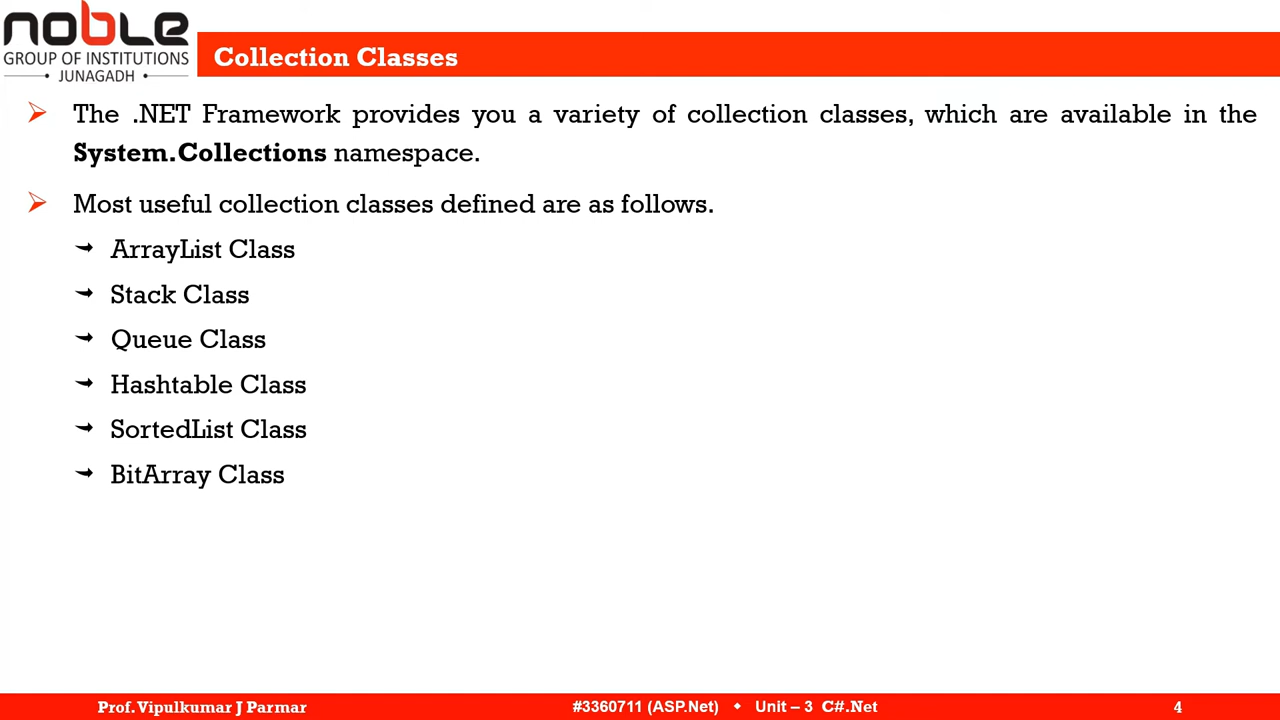 noble
GROUP OF INSTITUTIONS
• JUNAGADH •
Collection Classes
➢ The .NET Framework provides you a variety of collection classes, which are available in the
System.Collections namespace.
➢ Most useful collection classes defined are as follows.
→ ArrayList Class
→ Stack Class
→ Queue Class
→ Hashtable Class
→ SortedList Class
→ BitArray Class
Prof. Vipulkumar J Parmar #3360711 (ASP.Net) • Unit – 3 C#.Net 4